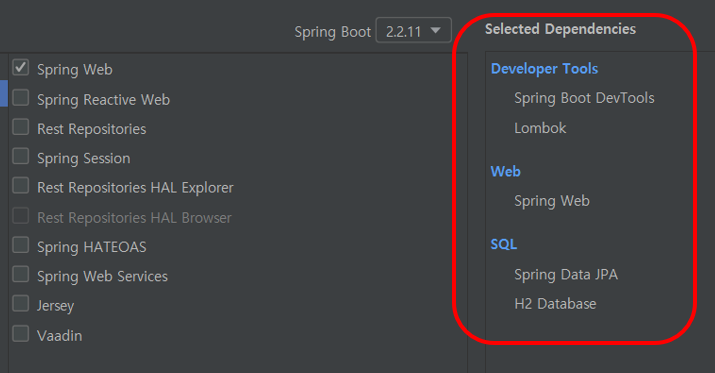 Spring Boot 2.2.11
Spring Web
Spring Reactive Web
Rest Repositories
Spring Session
Rest Repositories HAL Explorer
Rest Repositories HAL Browser
Spring HATEOAS
Spring Web Services
Jersey
Vaadin
Selected Dependencies
Developer Tools
Spring Boot DevTools
Lombok
Web
Spring Web
SQL
Spring Data JPA
H2 Database